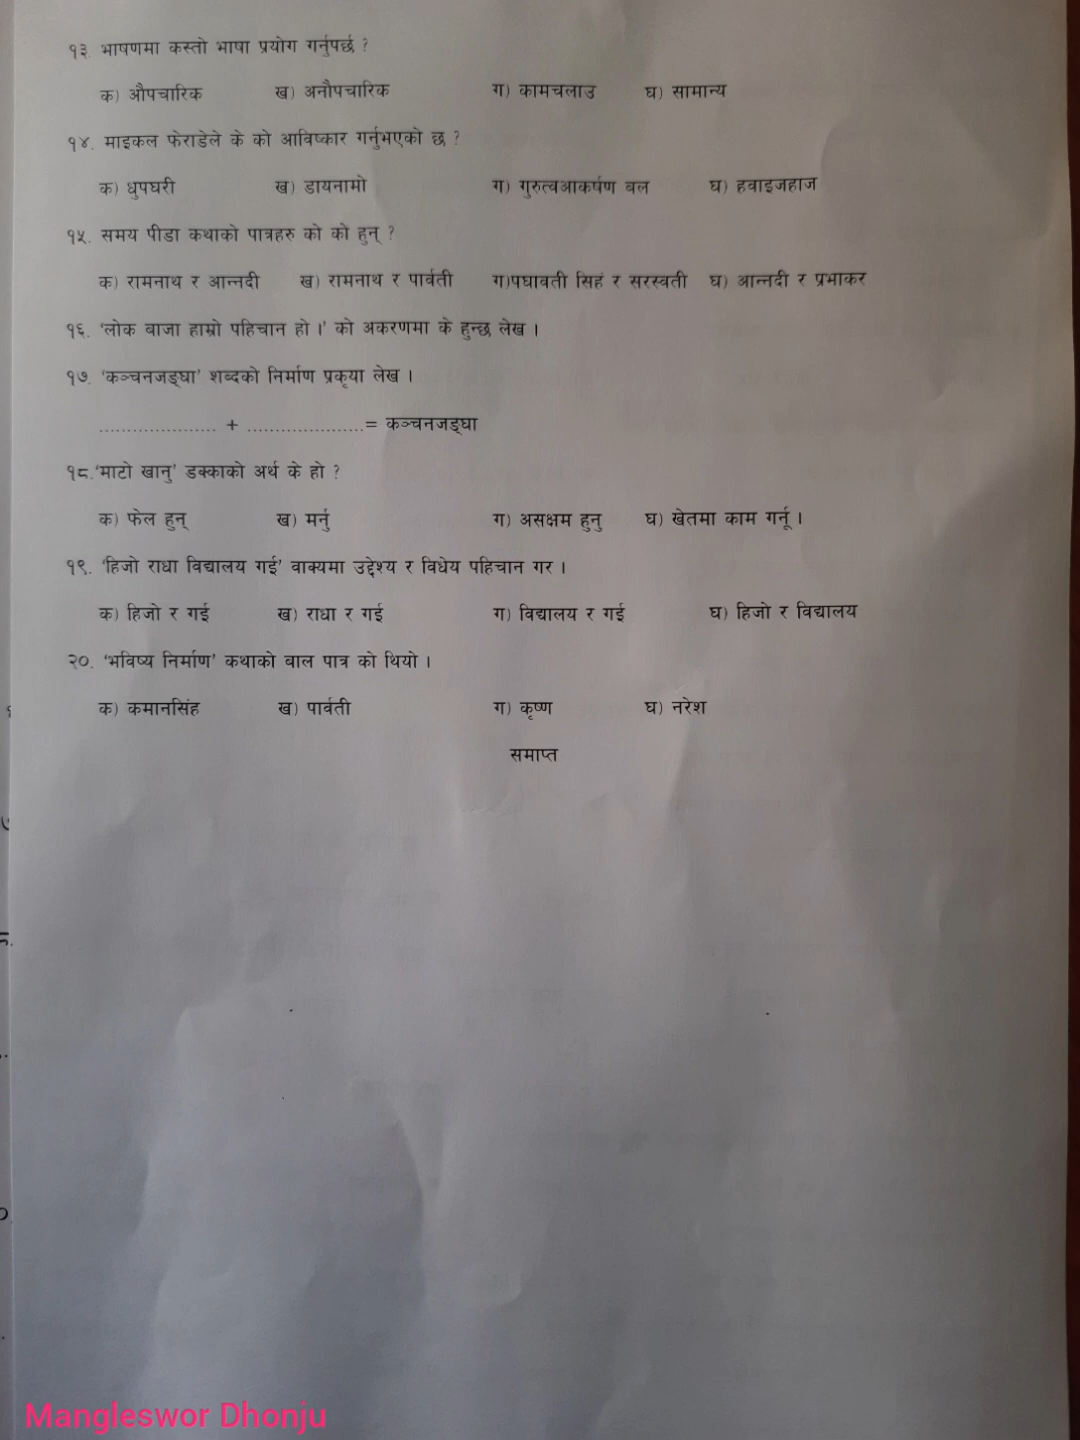 १३. भाषणमा कस्तो भाषा प्रयोग गर्नुपर्छ ?
क) औपचारिक ख) अनौपचारिक ग) कामचलाउ घ) सामान्य
१४. माइकल फेराडेले के को आविष्कार गर्नुभएको छ ?
क) धुपघरी ख) डायनामो ग) गुरुत्वआकर्षण बल घ) हवाइजहाज
१५. समय पीडा कथाको पात्रहरु को को हुन् ?
क) रामनाथ र आन्नदी ख) रामनाथ र पार्वती ग)पघावती सिहं र सरस्वती घ) आन्नदी र प्रभाकर
१६. ‘लोक बाजा हाम्रो पहिचान हो ।’ को अकरणमा के हुन्छ लेख ।
१७. ‘कञ्चनजङ्घा’ शब्दको निर्माण प्रकृया लेख ।
..................... + .....................= कञ्चनजङ्घा
१८.‘माटो खानु’ डक्काको अर्थ के हो ?
क) फेल हुन् ख) मर्नु ग) असक्षम हुनु घ) खेतमा काम गर्नू ।
१९. ‘हिजो राधा विद्यालय गई’ वाक्यमा उद्देश्य र विधेय पहिचान गर ।
क) हिजो र गई ख) राधा र गई ग) विद्यालय र गई घ) हिजो र विद्यालय
२०. ‘भविष्य निर्माण’ कथाको बाल पात्र को थियो ।
क) कमानसिंह ख) पार्वती ग) कृष्ण घ) नरेश
समाप्त
Mangleswor Dhonju